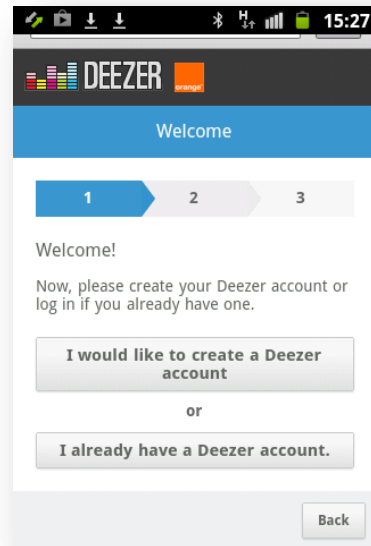 H
15:27
DEEZER
orange
Welcome
1 2 3
Welcome!
Now, please create your Deezer account or
log in if you already have one.
I would like to create a Deezer
account
or
I already have a Deezer account.
Back